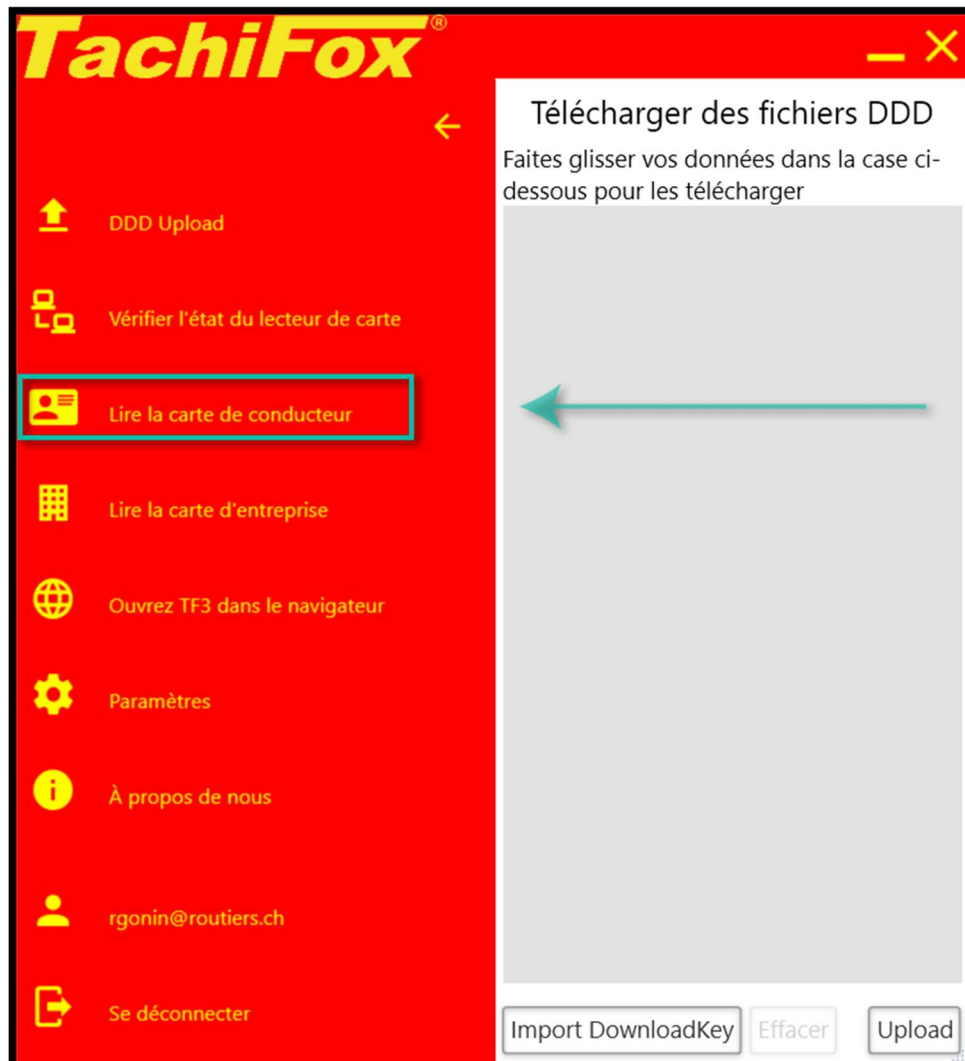 TachiFox®
DDD Upload
Vérifier l'état du lecteur de carte
Lire la carte de conducteur
Lire la carte d'entreprise
Ouvrez TF3 dans le navigateur
Paramètres
À propos de nous
rgonin@routiers.ch
Se déconnecter
Télécharger des fichiers DDD
Faites glisser vos données dans la case ci-
dessous pour les télécharger
Import DownloadKey
Effacer
Upload